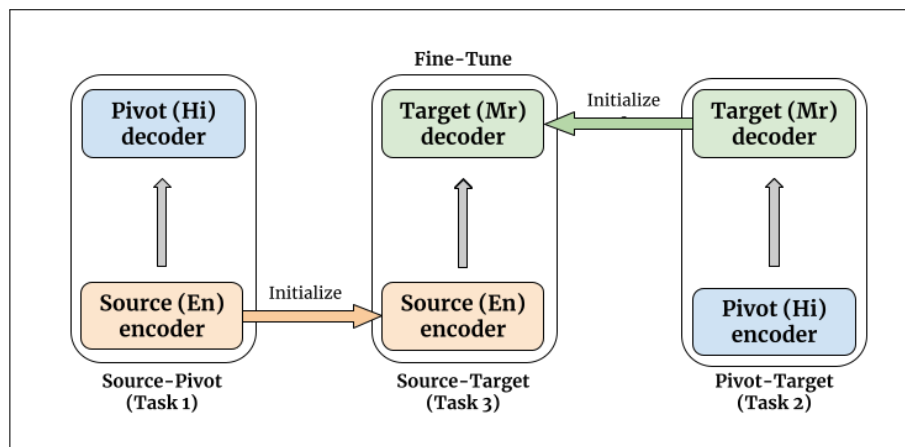 Fine-Tune
Pivot (Hi)
decoder
Target (Mr)
decoder
Initialize
Target (Mr)
decoder
Source (En)
encoder
Initialize
Source (En)
encoder
Pivot (Hi)
encoder
Source-Pivot
(Task 1)
Source-Target
(Task 3)
Pivot-Target
(Task 2)